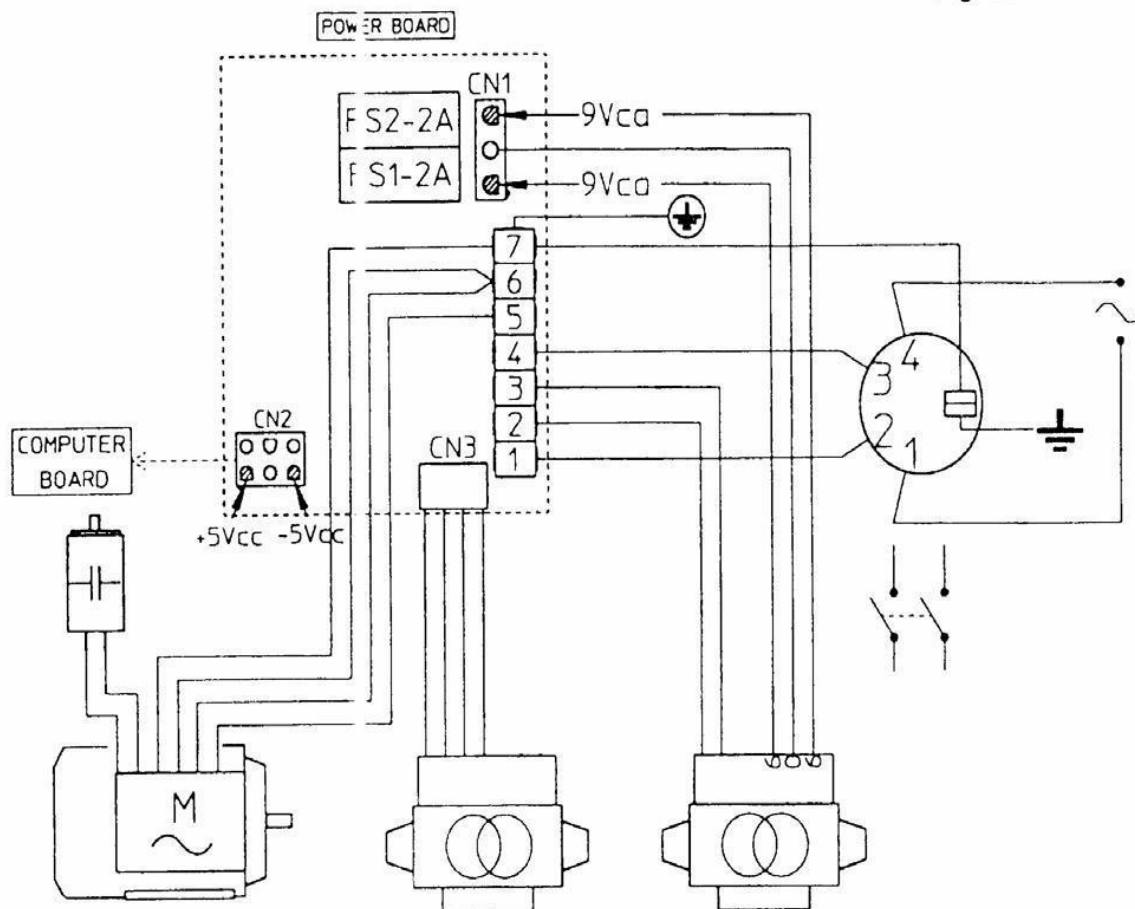 POWER BOARD
CN1
FS2-2A
9Vca
FS1-2A
9Vca
7
6
5
4
3
2
1
4
3
2
1
CN2
COMPUTER
BOARD
CN3
+5Vcc -5Vcc
M